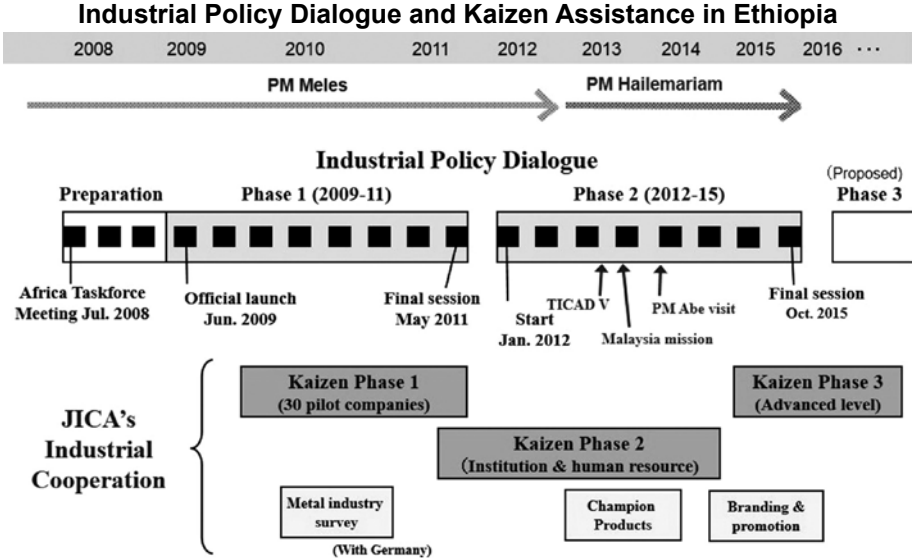 Industrial Policy Dialogue and Kaizen Assistance in Ethiopia
2008 2009 2010 2011 2012 2013 2014 2015 2016 ···
PM Meles
PM Hailemariam
Industrial Policy Dialogue
Preparation
Phase 1 (2009-11)
Phase 2 (2012-15)
(Proposed)
Phase 3
Africa Taskforce
Meeting Jul. 2008
Official launch
Jun. 2009
Final session
May 2011
Start
Jan. 2012
TICAD V
Malaysia mission
PM Abe visit
Final session
Oct. 2015
JICA's
Industrial
Cooperation
Kaizen Phase 1
(30 pilot companies)
Kaizen Phase 2
(Institution & human resource)
Kaizen Phase 3
(Advanced level)
Metal industry
survey
(With Germany)
Champion
Products
Branding &
promotion